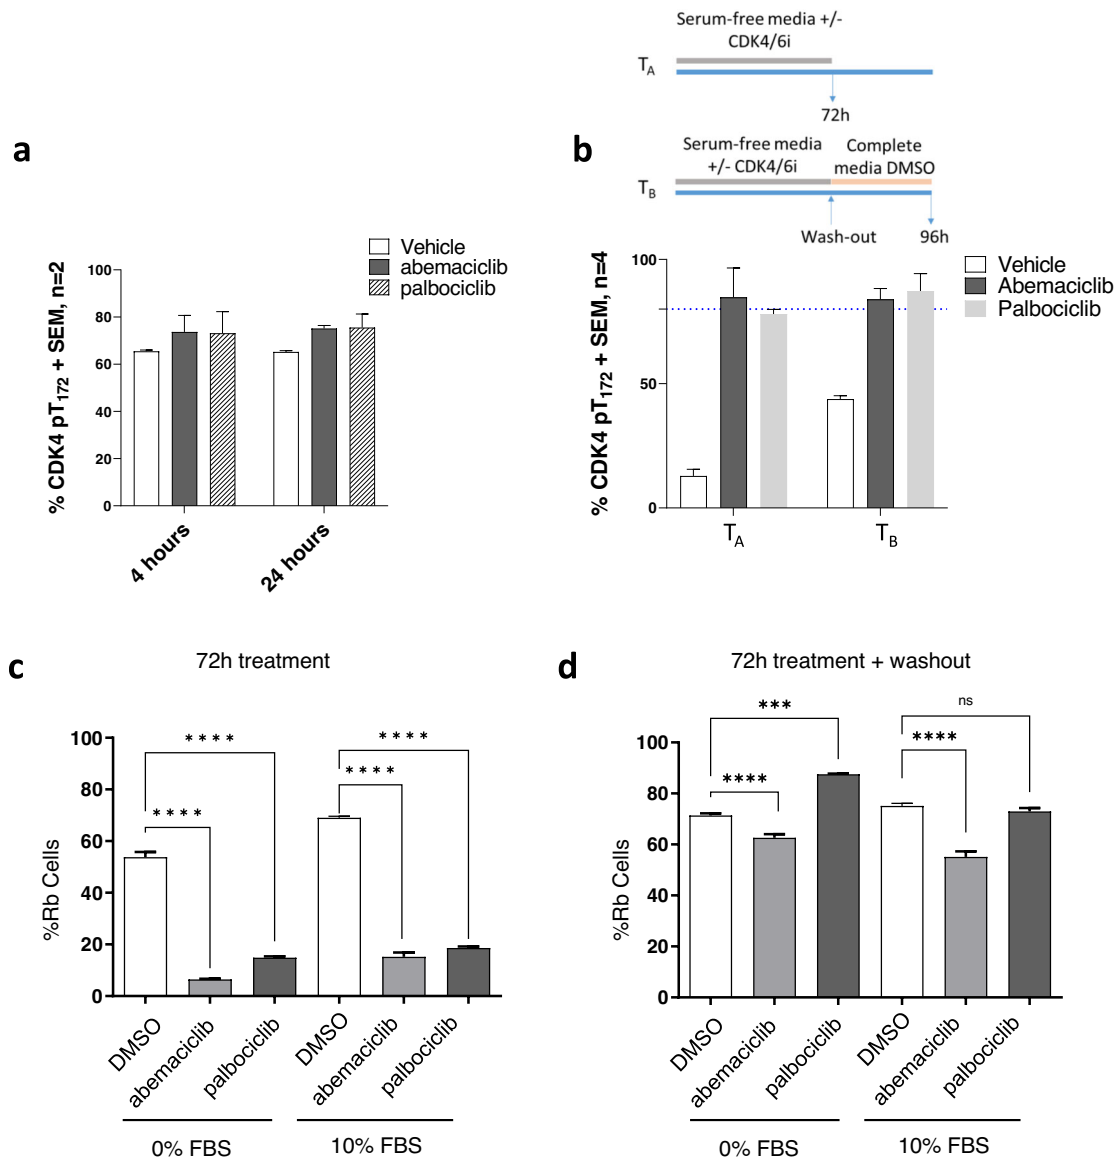 Serum-free media +/-
CDK4/6i
T_A
72h
a
b
Serum-free media
+/- CDK4/6i
Complete
media DMSO
T_B
Wash-out
96h
Vehicle
abemaciclib
palbociclib
% CDK4 pT₁₇₂ + SEM, n=2
100
80
60
40
20
0
4 hours
24 hours
Vehicle
Abemaciclib
Palbociclib
% CDK4 pT₁₇₂ + SEM, n=4
100
50
0
T_A
T_B
c
72h treatment
%Rb Cells
100
80
60
40
20
0
****
****
****
****
DMSO
abemaciclib
palbociclib
DMSO
abemaciclib
palbociclib
0% FBS
10% FBS
d
72h treatment + washout
%Rb Cells
100
80
60
40
20
0
***
****
ns
****
DMSO
abemaciclib
palbociclib
DMSO
abemaciclib
palbociclib
0% FBS
10% FBS